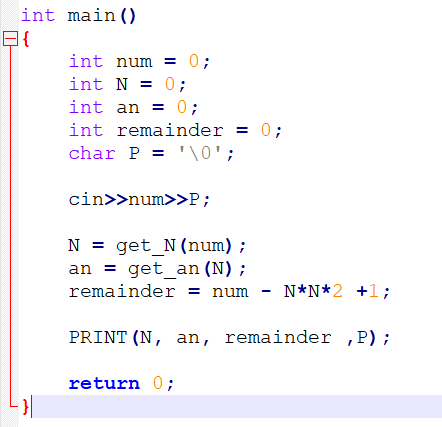 int main()
{
int num = 0;
int N = 0;
int an = 0;
int remainder = 0;
char P = '\0';
cin>>num>>P;
N = get_N(num);
an = get_an(N);
remainder = num - N*N*2 +1;
PRINT(N, an, remainder ,P);
return 0;
}